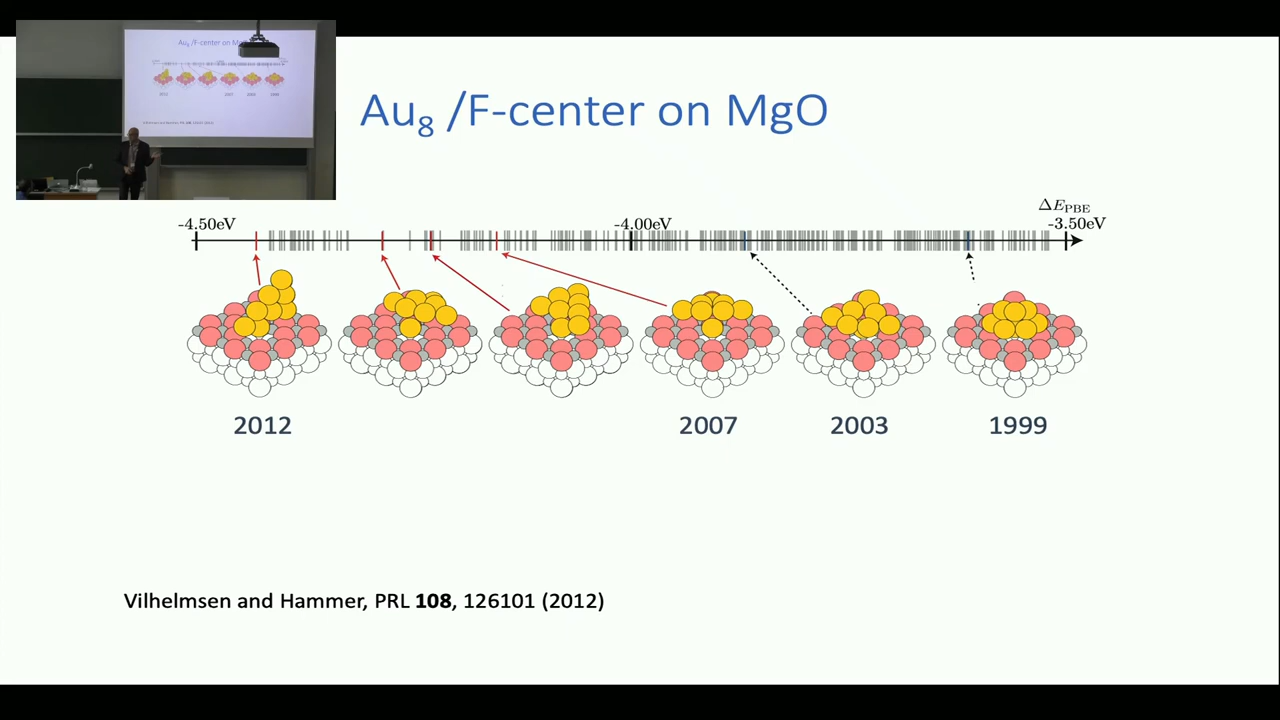 Au8 /F-center on MgO
ΔE_PBE
-4.50eV -4.00eV -3.50eV
2012 2007 2003 1999
Vilhelmsen and Hammer, PRL 108, 126101 (2012)